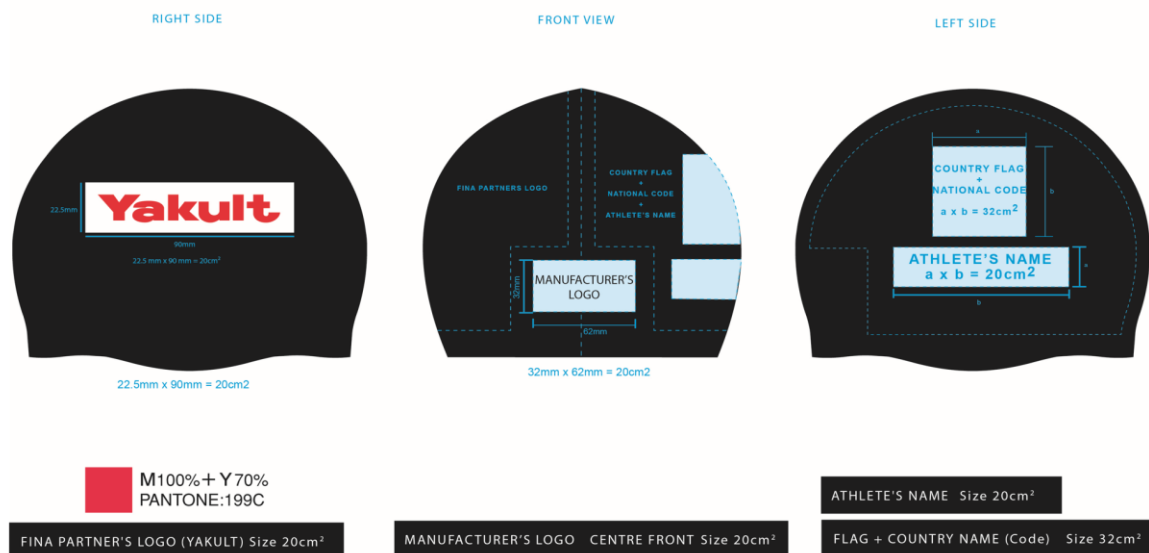 RIGHT SIDE
Yakult
22.5mm
90mm
22.5 mm x 90 mm = 20cm²
22.5mm x 90mm = 20cm2
M100%+Y70%
PANTONE:199C
FINA PARTNER'S LOGO (YAKULT) Size 20cm²
FRONT VIEW
FINA PARTNERS LOGO
COUNTRY FLAG
+
NATIONAL CODE
+
ATHLETE'S NAME
MANUFACTURER'S
LOGO
32mm
62mm
32mm x 62mm = 20cm2
MANUFACTURER'S LOGO CENTRE FRONT Size 20cm²
LEFT SIDE
a
COUNTRY FLAG
+
NATIONAL CODE
a x b = 32cm²
b
ATHLETE'S NAME
a x b = 20cm²
a
b
ATHLETE'S NAME Size 20cm²
FLAG + COUNTRY NAME (Code) Size 32cm²